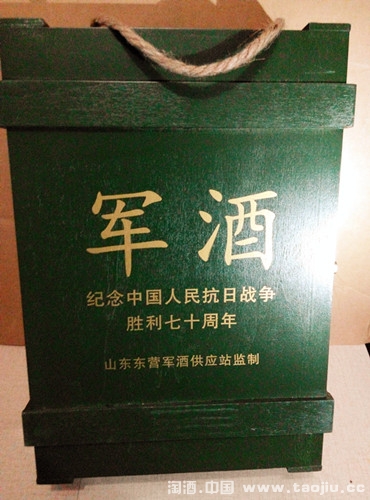 军酒
纪念中国人民抗日战争
胜利七十周年
山东东营军酒供应站监制
淘酒.中国 www.taojiu.cc